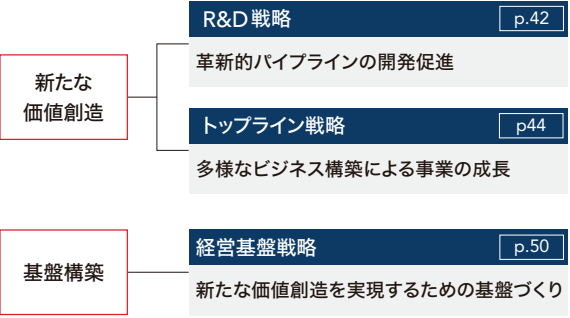 R&D戦略 p.42
革新的パイプラインの開発促進
新たな
価値創造
トップライン戦略 p44
多様なビジネス構築による事業の成長
経営基盤戦略 p.50
基盤構築
新たな価値創造を実現するための基盤づくり